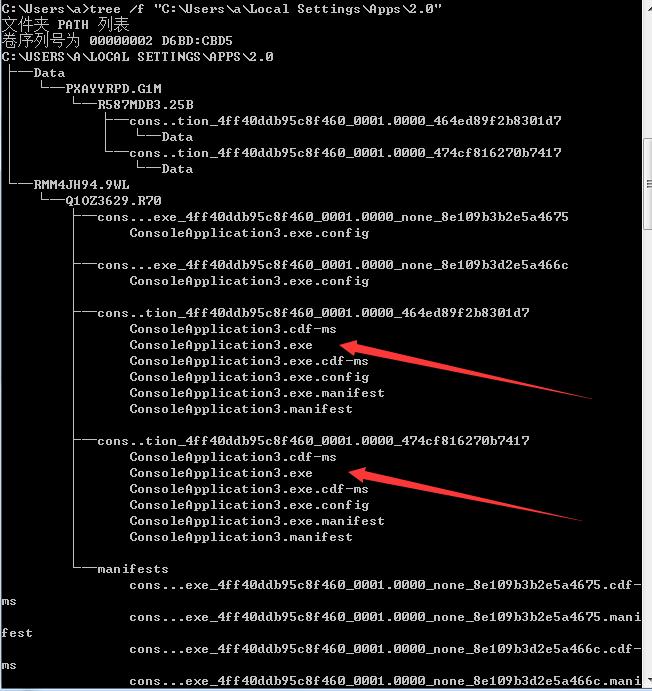 C:\Users\a>tree /f "C:\Users\a\Local Settings\Apps\2.0"
文件夹 PATH 列表
卷序列号为 00000002 D6BD:CBD5
C:\USERS\A\LOCAL SETTINGS\APPS\2.0
├──Data
│  └──PXAYYRPD.G1M
│      └──R587MDB3.25B
│          ├──cons..tion_4ff40ddb95c8f460_0001.0000_464ed89f2b8301d7
│          │  └──Data
│          └──cons..tion_4ff40ddb95c8f460_0001.0000_474cf816270b7417
│              └──Data
└──RMM4JH94.9WL
    └──Q1OZ3629.R70
        ├──cons...exe_4ff40ddb95c8f460_0001.0000_none_8e109b3b2e5a4675
        │      ConsoleApplication3.exe.config
        ├──cons...exe_4ff40ddb95c8f460_0001.0000_none_8e109b3d2e5a466c
        │      ConsoleApplication3.exe.config
        ├──cons..tion_4ff40ddb95c8f460_0001.0000_464ed89f2b8301d7
        │      ConsoleApplication3.cdf-ms
        │      ConsoleApplication3.exe
        │      ConsoleApplication3.exe.cdf-ms
        │      ConsoleApplication3.exe.config
        │      ConsoleApplication3.exe.manifest
        │      ConsoleApplication3.manifest
        ├──cons..tion_4ff40ddb95c8f460_0001.0000_474cf816270b7417
        │      ConsoleApplication3.cdf-ms
        │      ConsoleApplication3.exe
        │      ConsoleApplication3.exe.cdf-ms
        │      ConsoleApplication3.exe.config
        │      ConsoleApplication3.exe.manifest
        │      ConsoleApplication3.manifest
        └──manifests
                cons...exe_4ff40ddb95c8f460_0001.0000_none_8e109b3b2e5a4675.cdf-
ms
                cons...exe_4ff40ddb95c8f460_0001.0000_none_8e109b3b2e5a4675.mani
fest
                cons...exe_4ff40ddb95c8f460_0001.0000_none_8e109b3d2e5a466c.cdf-
ms
                cons...exe_4ff40ddb95c8f460_0001.0000_none_8e109b3d2e5a466c.mani